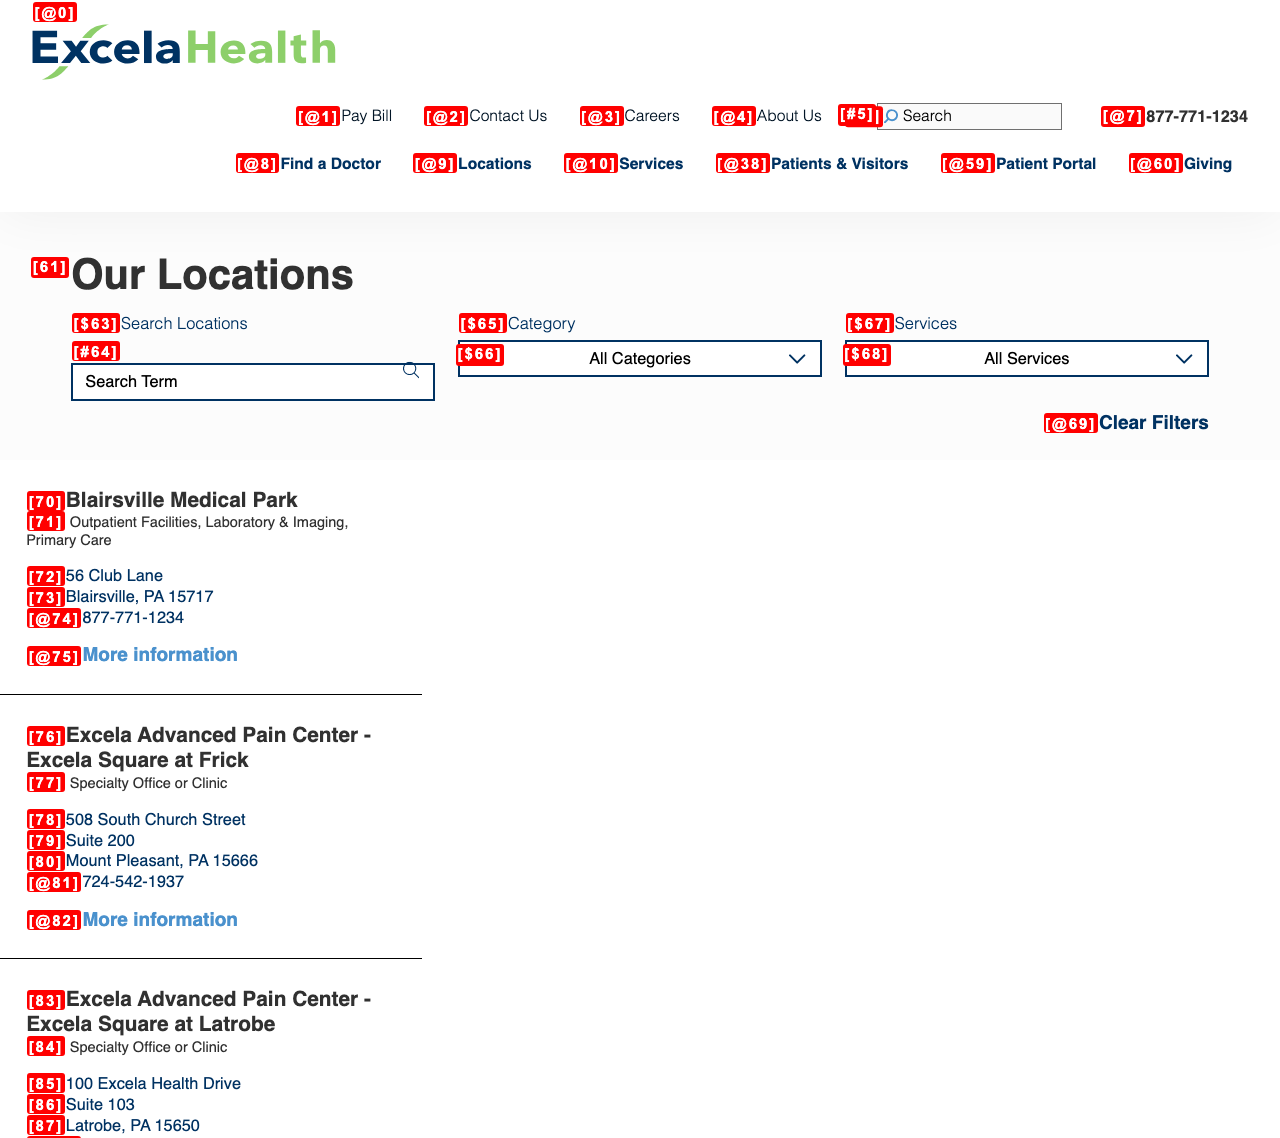 [@0]
ExcelaHealth
[@1] Pay Bill [@2] Contact Us [@3] Careers [@4] About Us [#5] Search [@7] 877-771-1234
[@8] Find a Doctor [@9] Locations [@10] Services [@38] Patients & Visitors [@59] Patient Portal [@60] Giving
[61] Our Locations
[$63] Search Locations [$65] Category [$67] Services
[#64] [$66] All Categories [$68] All Services
Search Term
[@69] Clear Filters
[70] Blairsville Medical Park
[71] Outpatient Facilities, Laboratory & Imaging,
Primary Care
[72] 56 Club Lane
[73] Blairsville, PA 15717
[@74] 877-771-1234
[@75] More information
[76] Excela Advanced Pain Center -
Excela Square at Frick
[77] Specialty Office or Clinic
[78] 508 South Church Street
[79] Suite 200
[80] Mount Pleasant, PA 15666
[@81] 724-542-1937
[@82] More information
[83] Excela Advanced Pain Center -
Excela Square at Latrobe
[84] Specialty Office or Clinic
[85] 100 Excela Health Drive
[86] Suite 103
[87] Latrobe, PA 15650